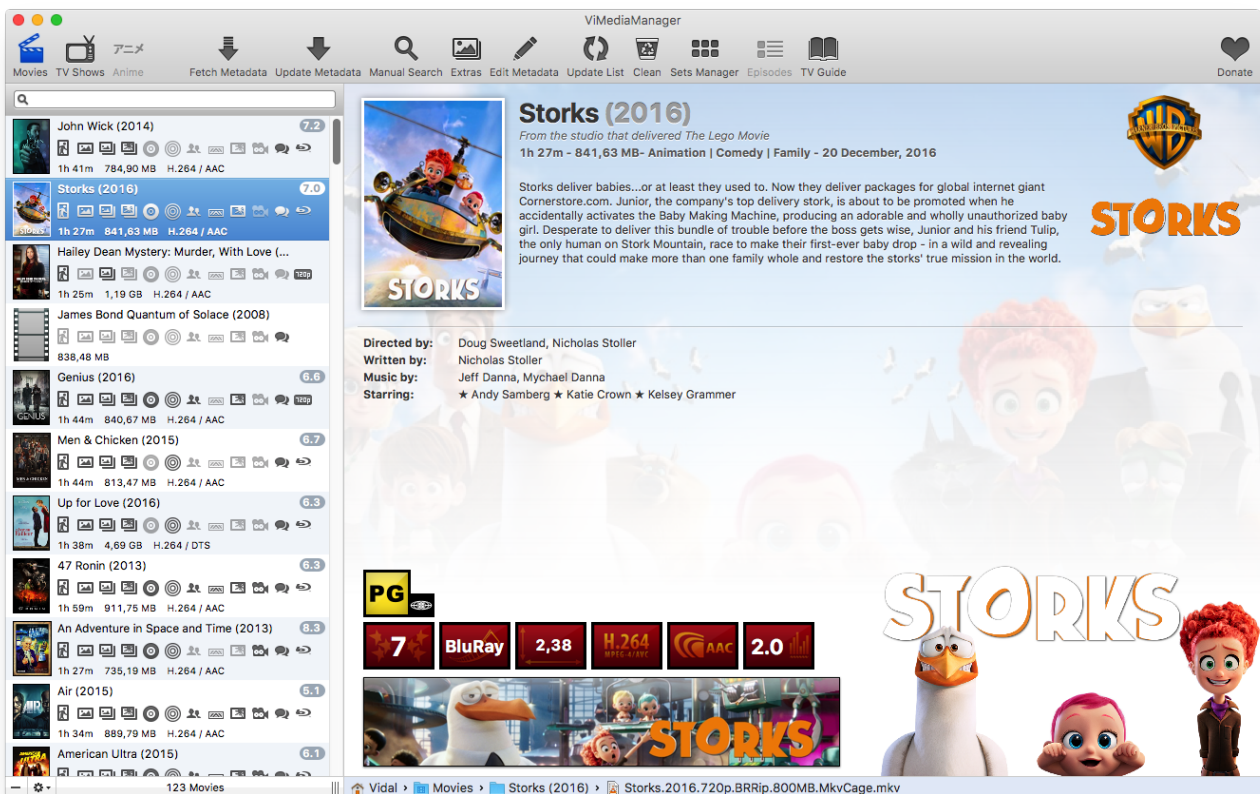 ViMediaManager
Movies TV Shows アニメ Anime Fetch Metadata Update Metadata Manual Search Extras Edit Metadata Update List Clean Sets Manager Episodes TV Guide Donate
John Wick (2014) 7.2
1h 41m 784,90 MB H.264 / AAC
Storks (2016) 7.0
1h 27m 841,63 MB H.264 / AAC
Hailey Dean Mystery: Murder, With Love (...
720p
1h 25m 1,19 GB H.264 / AAC
James Bond Quantum of Solace (2008)
838,48 MB
Genius (2016) 6.6
720p
1h 44m 840,67 MB H.264 / AAC
Men & Chicken (2015) 6.7
1h 44m 813,47 MB H.264 / AAC
Up for Love (2016) 6.3
1h 38m 4,69 GB H.264 / DTS
47 Ronin (2013) 6.3
1h 59m 911,75 MB H.264 / AAC
An Adventure in Space and Time (2013) 8.3
1h 27m 735,19 MB H.264 / AAC
Air (2015) 5.1
1h 34m 889,79 MB H.264 / AAC
American Ultra (2015) 6.1
123 Movies
STORKS
GENIUS
Storks (2016)
From the studio that delivered The Lego Movie
1h 27m - 841,63 MB- Animation | Comedy | Family - 20 December, 2016
Storks deliver babies...or at least they used to. Now they deliver packages for global internet giant
Cornerstore.com. Junior, the company's top delivery stork, is about to be promoted when he
accidentally activates the Baby Making Machine, producing an adorable and wholly unauthorized baby
girl. Desperate to deliver this bundle of trouble before the boss gets wise, Junior and his friend Tulip,
the only human on Stork Mountain, race to make their first-ever baby drop - in a wild and revealing
journey that could make more than one family whole and restore the storks' true mission in the world.
WB
STORKS
Directed by: Doug Sweetland, Nicholas Stoller
Written by: Nicholas Stoller
Music by: Jeff Danna, Mychael Danna
Starring: ★ Andy Samberg ★ Katie Crown ★ Kelsey Grammer
PG
7 BluRay 2,38 H.264 MPEG-4/AVC AAC 2.0
STORKS
STORKS
Vidal › Movies › Storks (2016) › Storks.2016.720p.BRRip.800MB.MkvCage.mkv